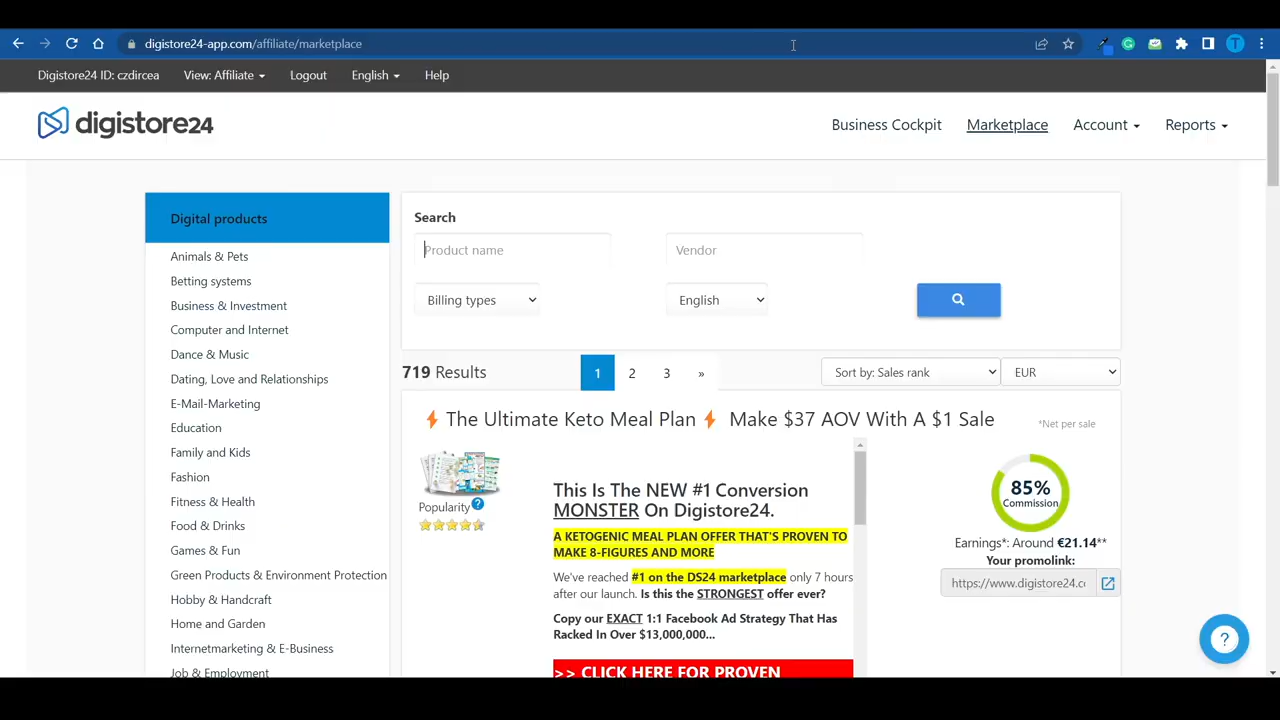 digistore24-app.com/affiliate/marketplace
T
Digistore24 ID: czdircea View: Affiliate Logout English Help
digistore24
Business Cockpit Marketplace Account Reports
Digital products
Animals & Pets
Betting systems
Business & Investment
Computer and Internet
Dance & Music
Dating, Love and Relationships
E-Mail-Marketing
Education
Family and Kids
Fashion
Fitness & Health
Food & Drinks
Games & Fun
Green Products & Environment Protection
Hobby & Handcraft
Home and Garden
Internetmarketing & E-Business
Job & Employment
Search
Product name Vendor
Billing types English
719 Results 1 2 3 » Sort by: Sales rank EUR
The Ultimate Keto Meal Plan Make $37 AOV With A $1 Sale
*Net per sale
Popularity ?
This Is The NEW #1 Conversion
MONSTER On Digistore24.
A KETOGENIC MEAL PLAN OFFER THAT'S PROVEN TO
MAKE 8-FIGURES AND MORE
We've reached #1 on the DS24 marketplace only 7 hours
after our launch. Is this the STRONGEST offer ever?
Copy our EXACT 1:1 Facebook Ad Strategy That Has
Racked In Over $13,000,000...
>> CLICK HERE FOR PROVEN
85%
Commission
Earnings*: Around €21.14**
Your promolink:
https://www.digistore24.c
?